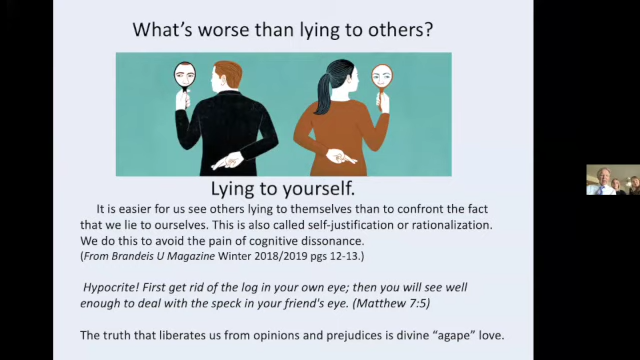 What's worse than lying to others?
Lying to yourself.
It is easier for us see others lying to themselves than to confront the fact
that we lie to ourselves. This is also called self-justification or rationalization.
We do this to avoid the pain of cognitive dissonance.
(From Brandeis U Magazine Winter 2018/2019 pgs 12-13.)
Hypocrite! First get rid of the log in your own eye; then you will see well
enough to deal with the speck in your friend's eye. (Matthew 7:5)
The truth that liberates us from opinions and prejudices is divine "agape" love.